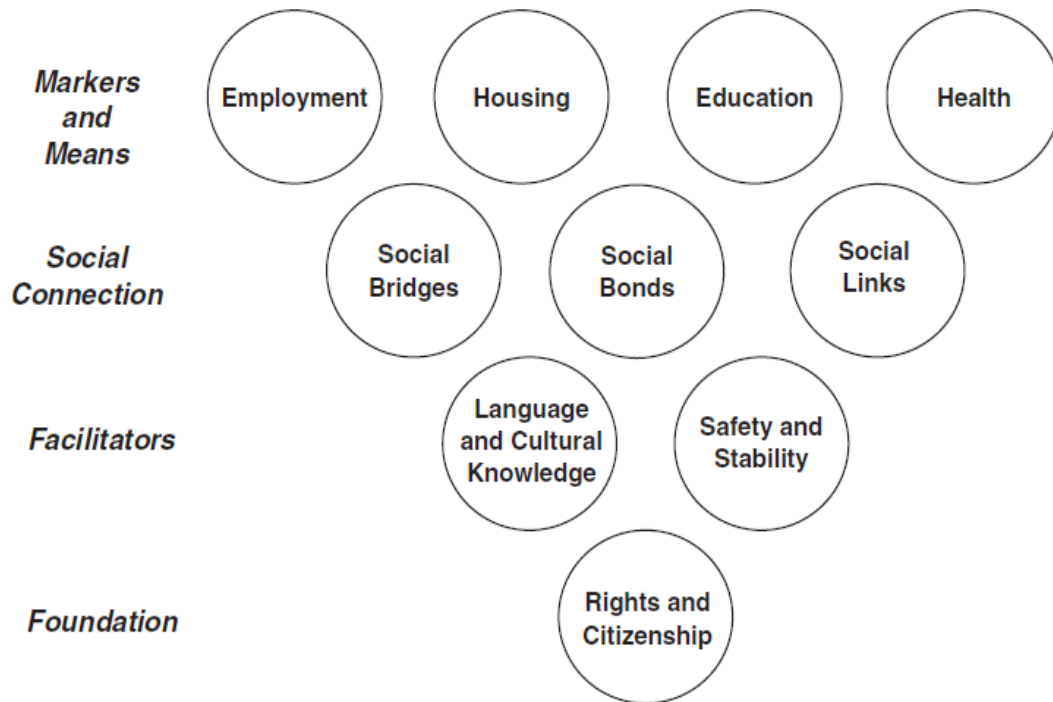 Markers
and
Means
Employment
Housing
Education
Health
Social
Connection
Social
Bridges
Social
Bonds
Social
Links
Facilitators
Language
and Cultural
Knowledge
Safety and
Stability
Foundation
Rights and
Citizenship